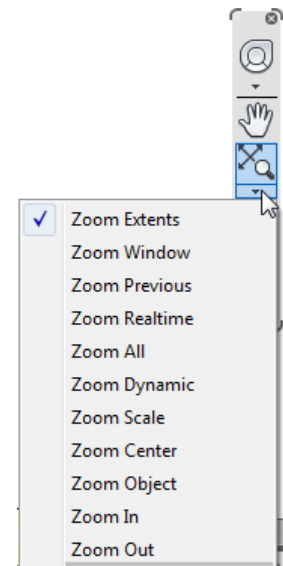 Zoom Extents
Zoom Window
Zoom Previous
Zoom Realtime
Zoom All
Zoom Dynamic
Zoom Scale
Zoom Center
Zoom Object
Zoom In
Zoom Out